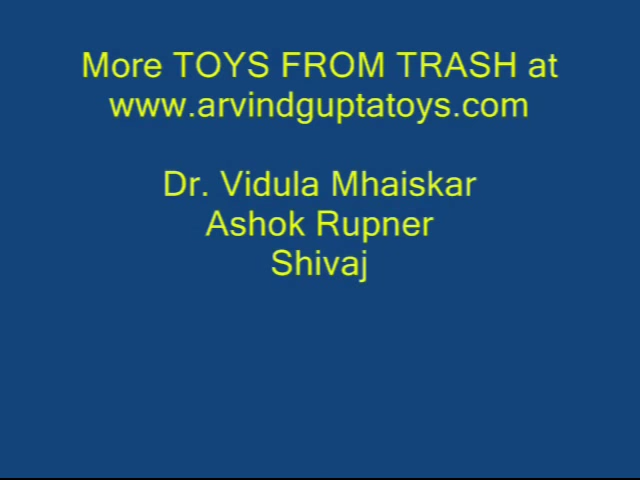 More TOYS FROM TRASH at
www.arvindguptatoys.com
Dr. Vidula Mhaiskar
Ashok Rupner
Shivaj